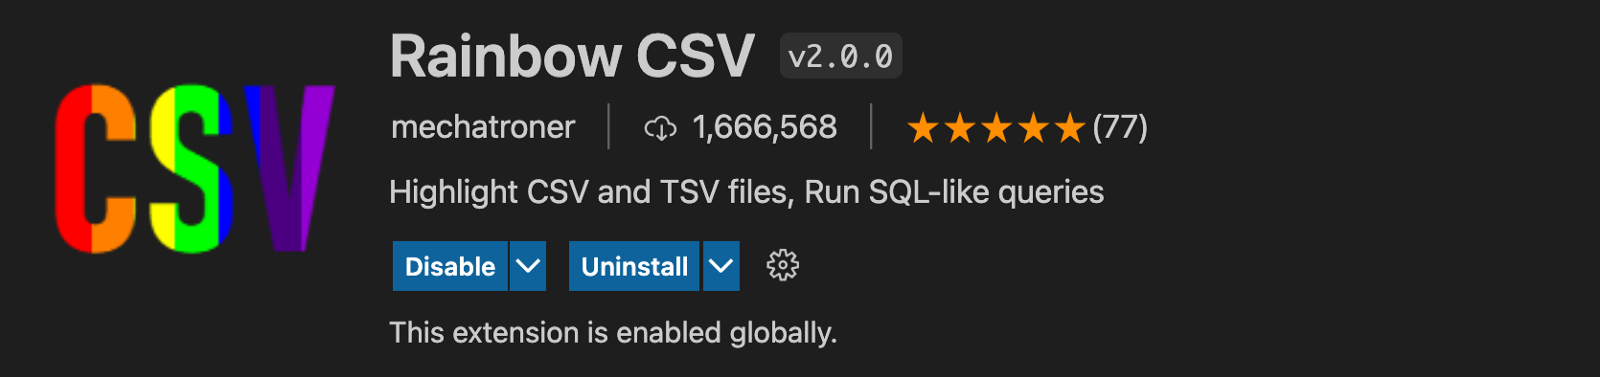 CSV
Rainbow CSV v2.0.0
mechatroner 1,666,568 (77)
Highlight CSV and TSV files, Run SQL-like queries
Disable Uninstall
This extension is enabled globally.